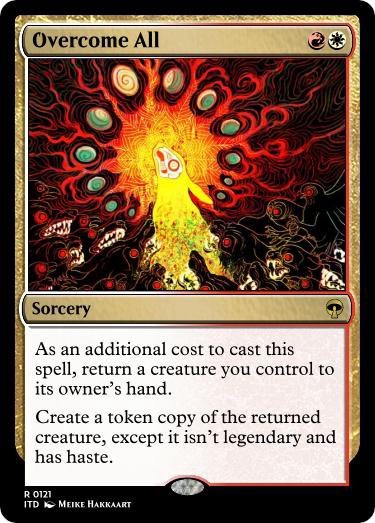 Overcome All
Sorcery
As an additional cost to cast this
spell, return a creature you control to
its owner's hand.
Create a token copy of the returned
creature, except it isn't legendary and
has haste.
R 0121
ITD Meike Hakkaart